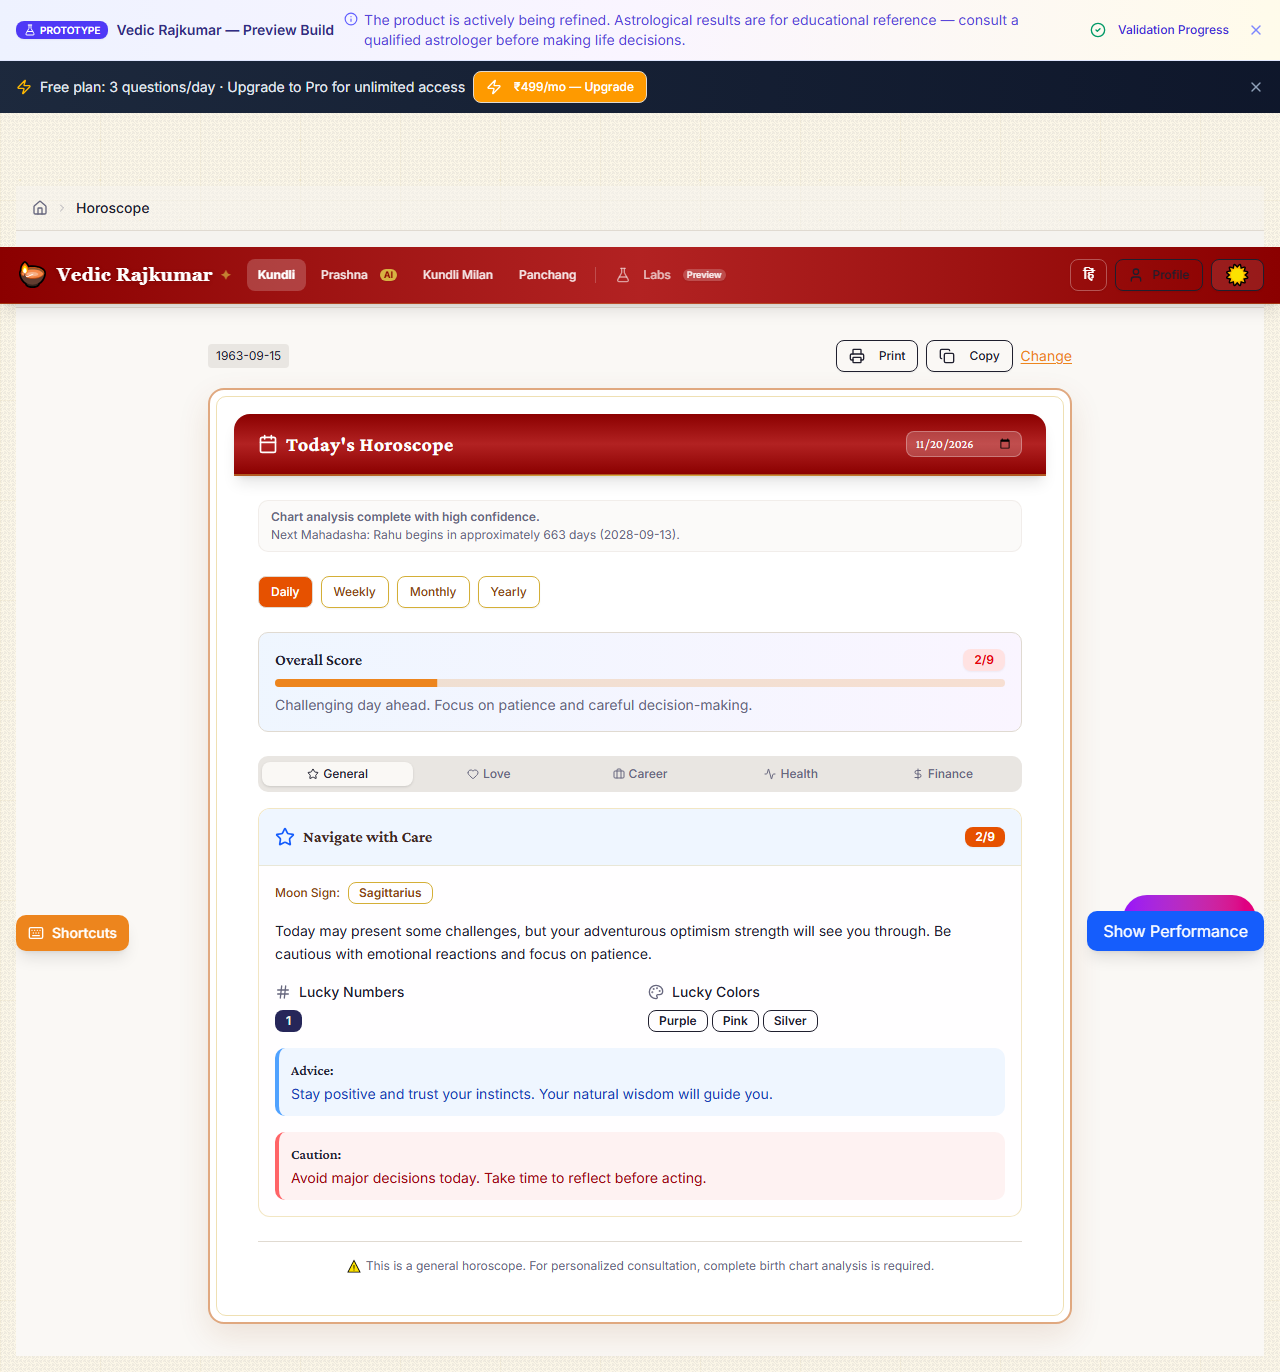 PROTOTYPE Vedic Rajkumar — Preview Build
The product is actively being refined. Astrological results are for educational reference — consult a
qualified astrologer before making life decisions.
Validation Progress
Free plan: 3 questions/day · Upgrade to Pro for unlimited access ₹499/mo — Upgrade
Horoscope
Vedic Rajkumar Kundli Prashna AI Kundli Milan Panchang Labs Preview हि Profile
1963-09-15 Print Copy Change
Today's Horoscope 11/20/2026
Chart analysis complete with high confidence.
Next Mahadasha: Rahu begins in approximately 663 days (2028-09-13).
Daily Weekly Monthly Yearly
Overall Score 2/9
Challenging day ahead. Focus on patience and careful decision-making.
General Love Career Health Finance
Navigate with Care 2/9
Moon Sign: Sagittarius
Today may present some challenges, but your adventurous optimism strength will see you through. Be
cautious with emotional reactions and focus on patience.
Shortcuts
Show Performance
Lucky Numbers Lucky Colors
1 Purple Pink Silver
Advice:
Stay positive and trust your instincts. Your natural wisdom will guide you.
Caution:
Avoid major decisions today. Take time to reflect before acting.
This is a general horoscope. For personalized consultation, complete birth chart analysis is required.